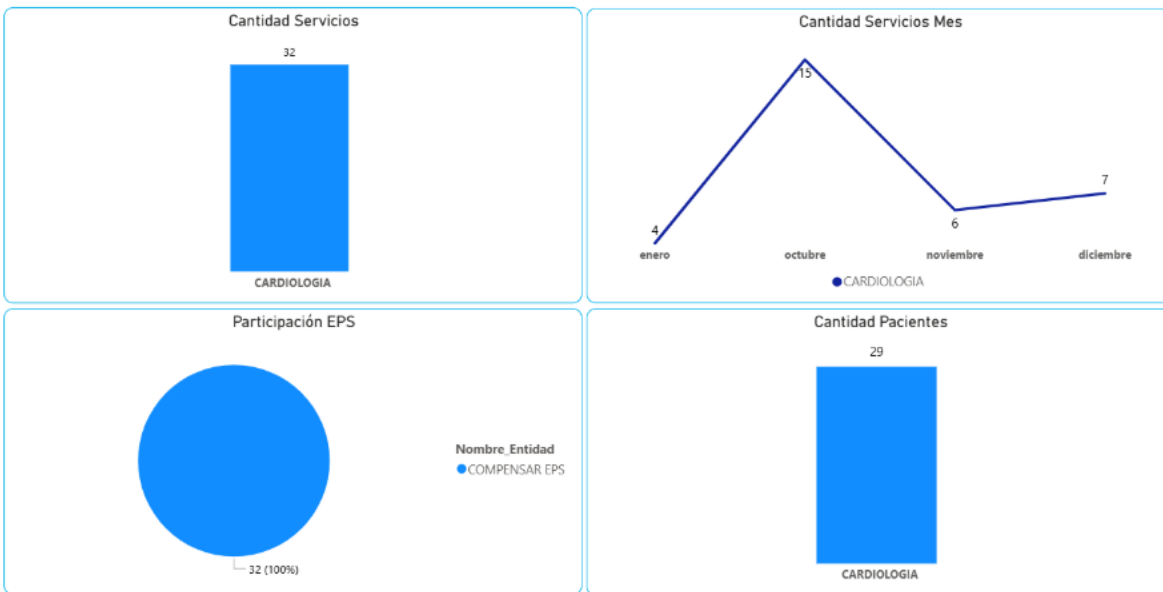 Cantidad Servicios
32
CARDIOLOGIA
Cantidad Servicios Mes
15
7
4
6
enero octubre noviembre diciembre
CARDIOLOGIA
Participación EPS
Nombre_Entidad
COMPENSAR EPS
32 (100%)
Cantidad Pacientes
29
CARDIOLOGIA